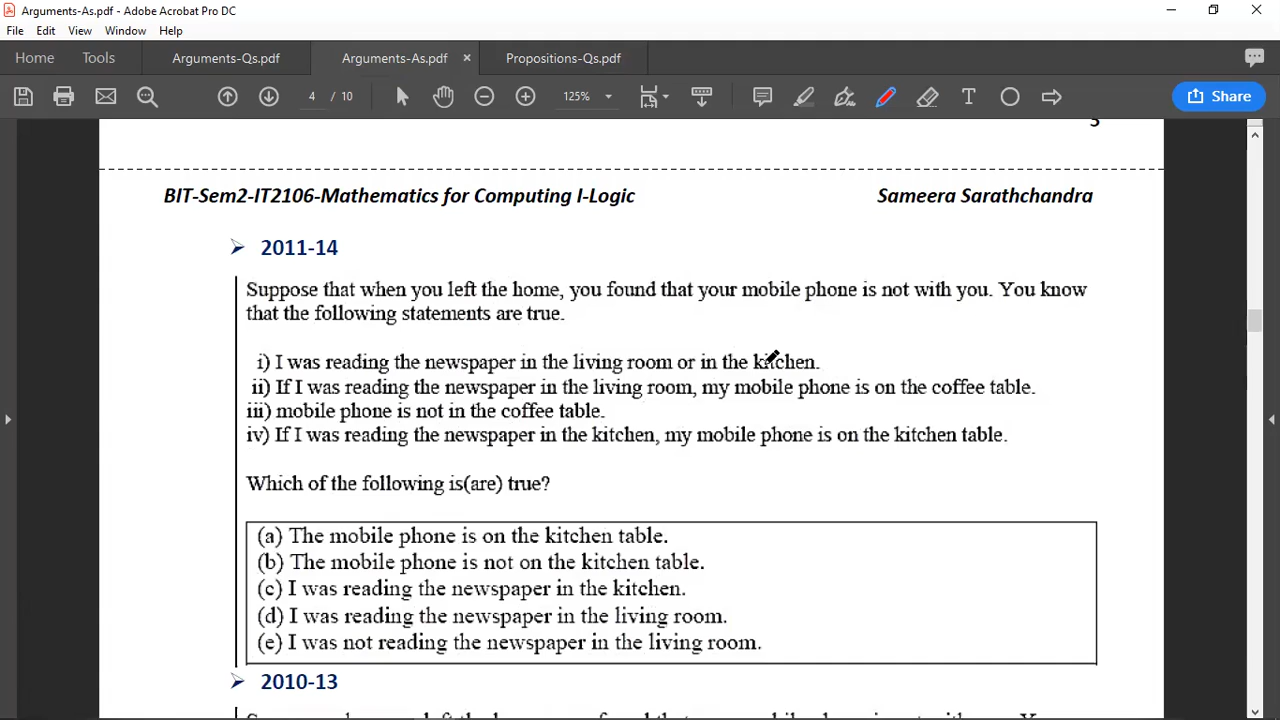 Arguments-As.pdf - Adobe Acrobat Pro DC
File Edit View Window Help
Home Tools Arguments-Qs.pdf Arguments-As.pdf × Propositions-Qs.pdf
4 / 10 125% Share
BIT-Sem2-IT2106-Mathematics for Computing I-Logic Sameera Sarathchandra
2011-14
Suppose that when you left the home, you found that your mobile phone is not with you. You know
that the following statements are true.
i) I was reading the newspaper in the living room or in the kitchen.
ii) If I was reading the newspaper in the living room, my mobile phone is on the coffee table.
iii) mobile phone is not in the coffee table.
iv) If I was reading the newspaper in the kitchen, my mobile phone is on the kitchen table.
Which of the following is(are) true?
(a) The mobile phone is on the kitchen table.
(b) The mobile phone is not on the kitchen table.
(c) I was reading the newspaper in the kitchen.
(d) I was reading the newspaper in the living room.
(e) I was not reading the newspaper in the living room.
2010-13